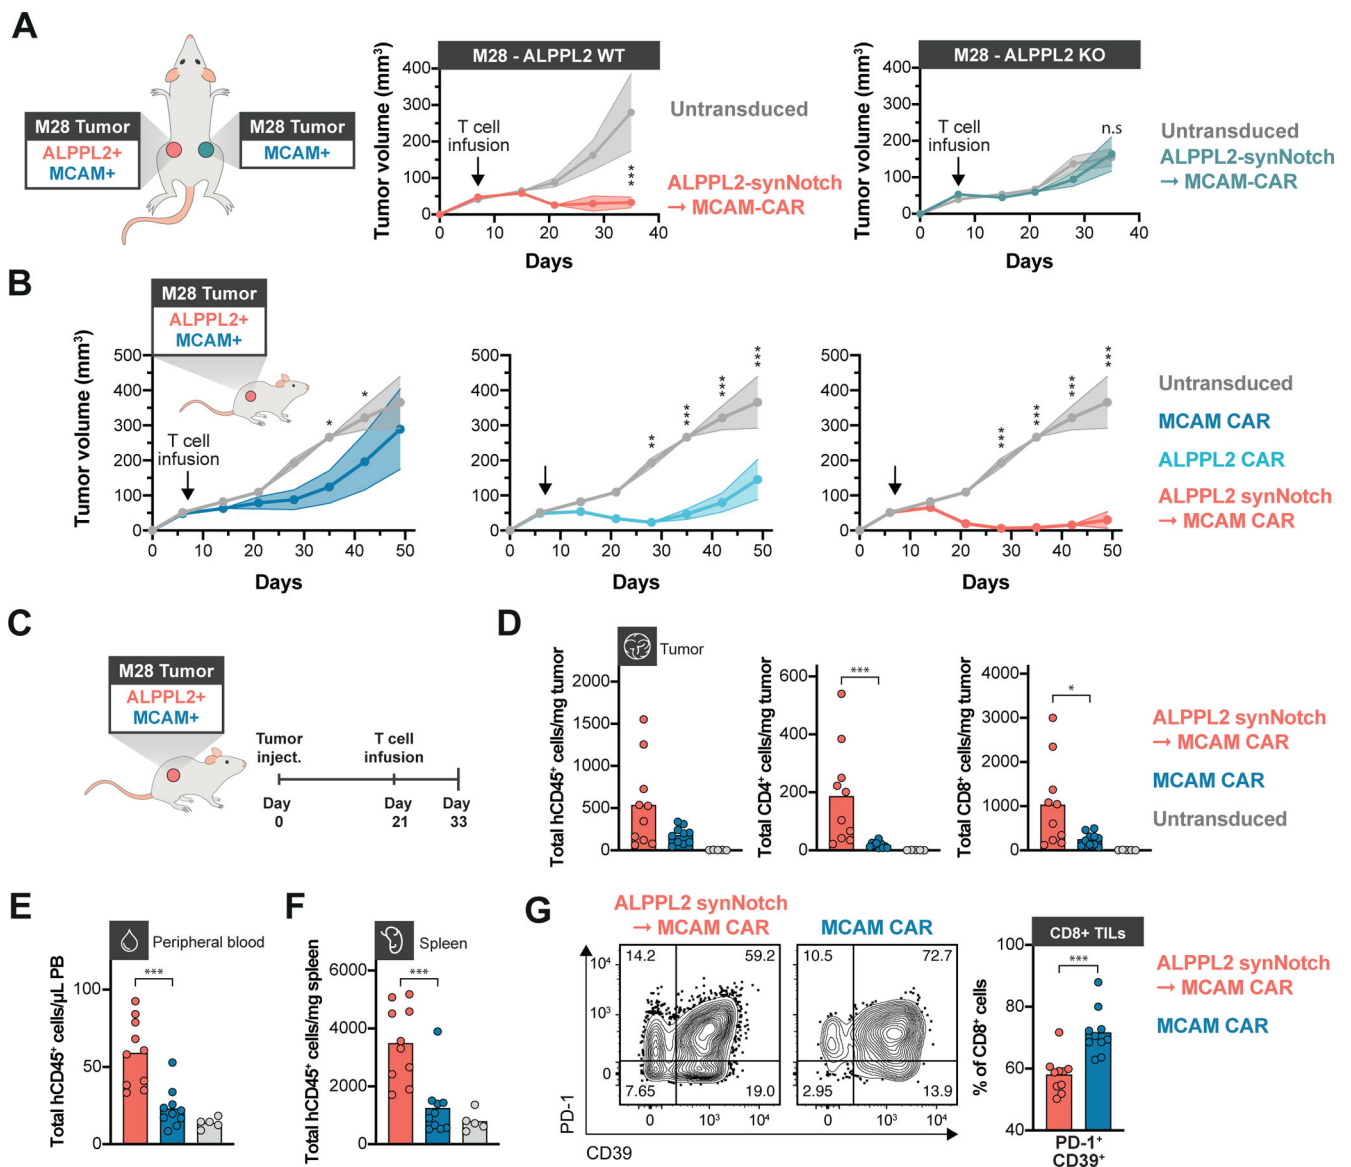 A
M28 Tumor
ALPPL2+
MCAM+
M28 Tumor
MCAM+
Tumor volume (mm³)
M28 - ALPPL2 WT
400
300
200
100
0
T cell
infusion
***
0 10 20 30 40
Days
Untransduced
ALPPL2-synNotch
→ MCAM-CAR
Tumor volume (mm³)
M28 - ALPPL2 KO
400
300
200
100
0
T cell
infusion
n.s
0 10 20 30 40
Days
Untransduced
ALPPL2-synNotch
→ MCAM-CAR
B
M28 Tumor
ALPPL2+
MCAM+
Tumor volume (mm³)
500
400
300
200
100
0
T cell
infusion
* *
0 10 20 30 40 50
Days
500
400
300
200
100
0
** *** *** ***
0 10 20 30 40 50
Days
500
400
300
200
100
0
*** *** *** ***
0 10 20 30 40 50
Days
Untransduced
MCAM CAR
ALPPL2 CAR
ALPPL2 synNotch
→ MCAM CAR
C
M28 Tumor
ALPPL2+
MCAM+
Tumor
inject.
T cell
infusion
Day
0
Day
21
Day
33
D
Tumor
Total hCD45⁺ cells/mg tumor
2000
1500
1000
500
0
Total CD4⁺ cells/mg tumor
600
400
200
0
***
Total CD8⁺ cells/mg tumor
4000
3000
2000
1000
0
*
ALPPL2 synNotch
→ MCAM CAR
MCAM CAR
Untransduced
E
Peripheral blood
Total hCD45⁺ cells/µL PB
100
50
0
***
F
Spleen
Total hCD45⁺ cells/mg spleen
6000
4000
2000
0
***
G
ALPPL2 synNotch
→ MCAM CAR
MCAM CAR
PD-1
10⁴
10³
0
14.2 59.2
7.65 19.0
10³ 10⁴
10.5 72.7
2.95 13.9
10³ 10⁴
CD39
CD8+ TILs
% of CD8⁺ cells
100
80
60
40
***
PD-1⁺
CD39⁺
ALPPL2 synNotch
→ MCAM CAR
MCAM CAR